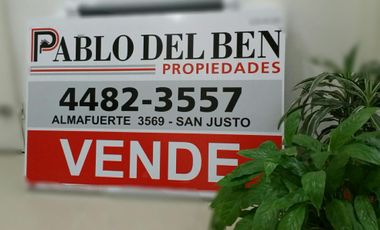 PABLO DEL BEN
PROPIEDADES
4482-3557
ALMAFUERTE 3569 - SAN JUSTO
VENDE